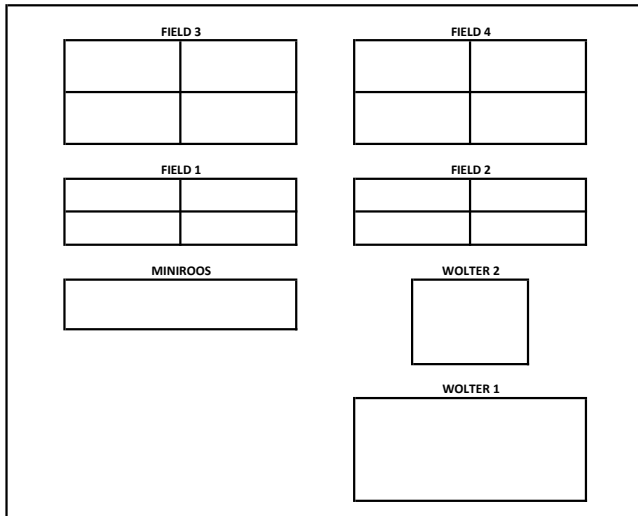 FIELD 3
FIELD 4
FIELD 1
FIELD 2
MINIROOS
WOLTER 2
WOLTER 1